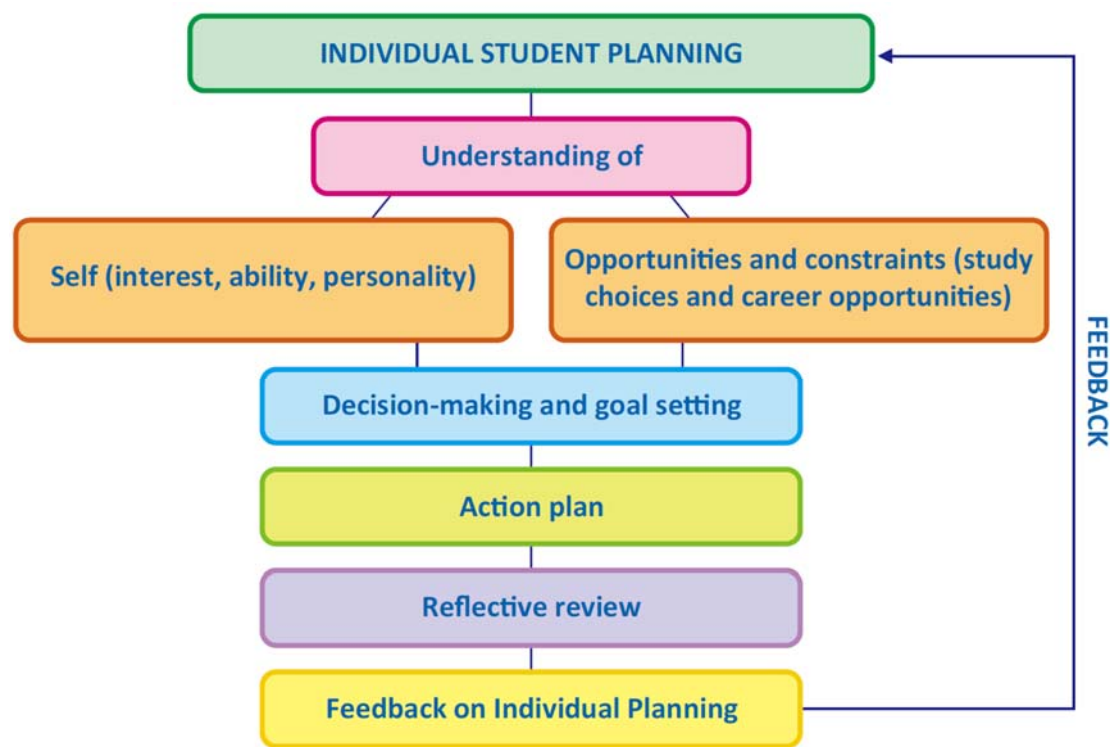 INDIVIDUAL STUDENT PLANNING
Understanding of
Self (interest, ability, personality)
Opportunities and constraints (study
choices and career opportunities)
Decision-making and goal setting
Action plan
Reflective review
Feedback on Individual Planning
FEEDBACK